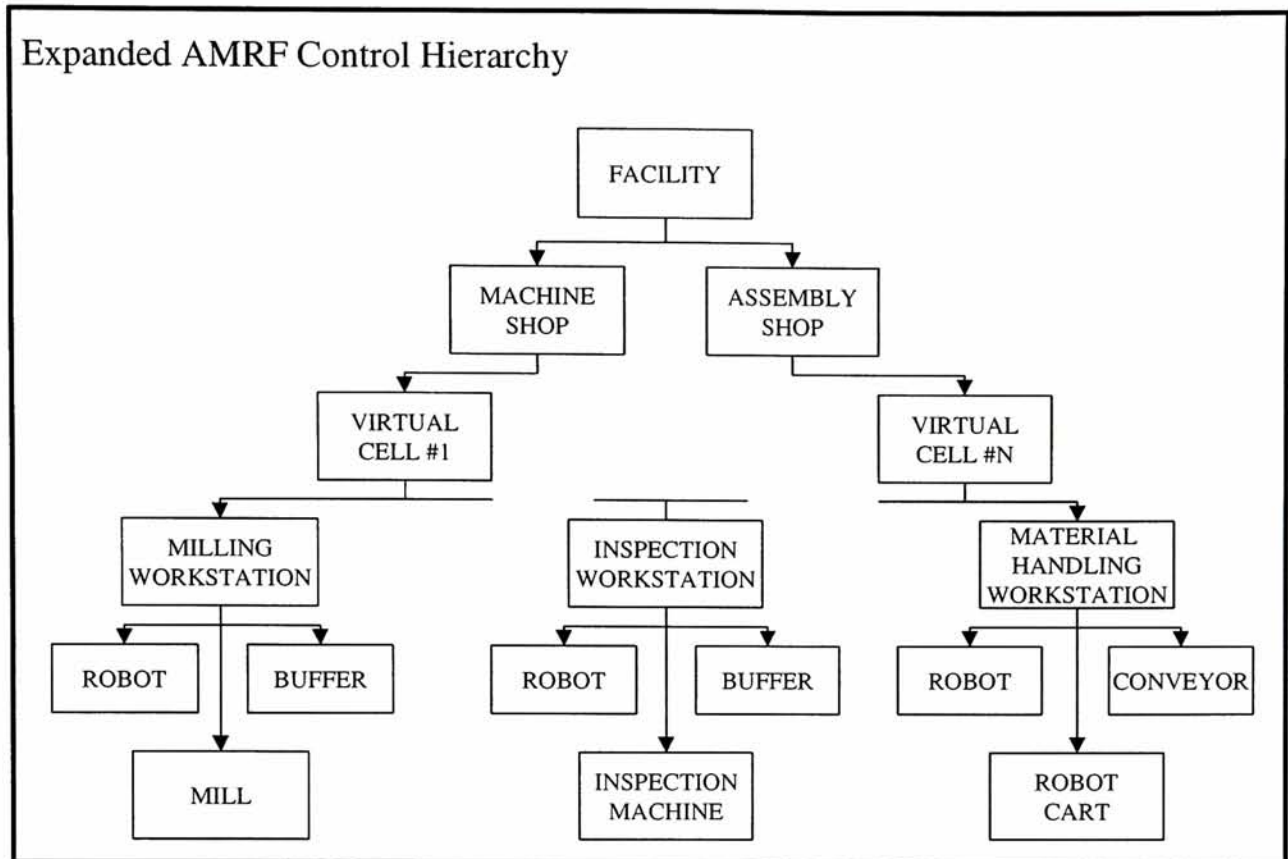 Expanded AMRF Control Hierarchy
FACILITY
MACHINE
SHOP
ASSEMBLY
SHOP
VIRTUAL
CELL #1
VIRTUAL
CELL #N
MILLING
WORKSTATION
INSPECTION
WORKSTATION
MATERIAL
HANDLING
WORKSTATION
ROBOT
BUFFER
ROBOT
BUFFER
ROBOT
CONVEYOR
MILL
INSPECTION
MACHINE
ROBOT
CART